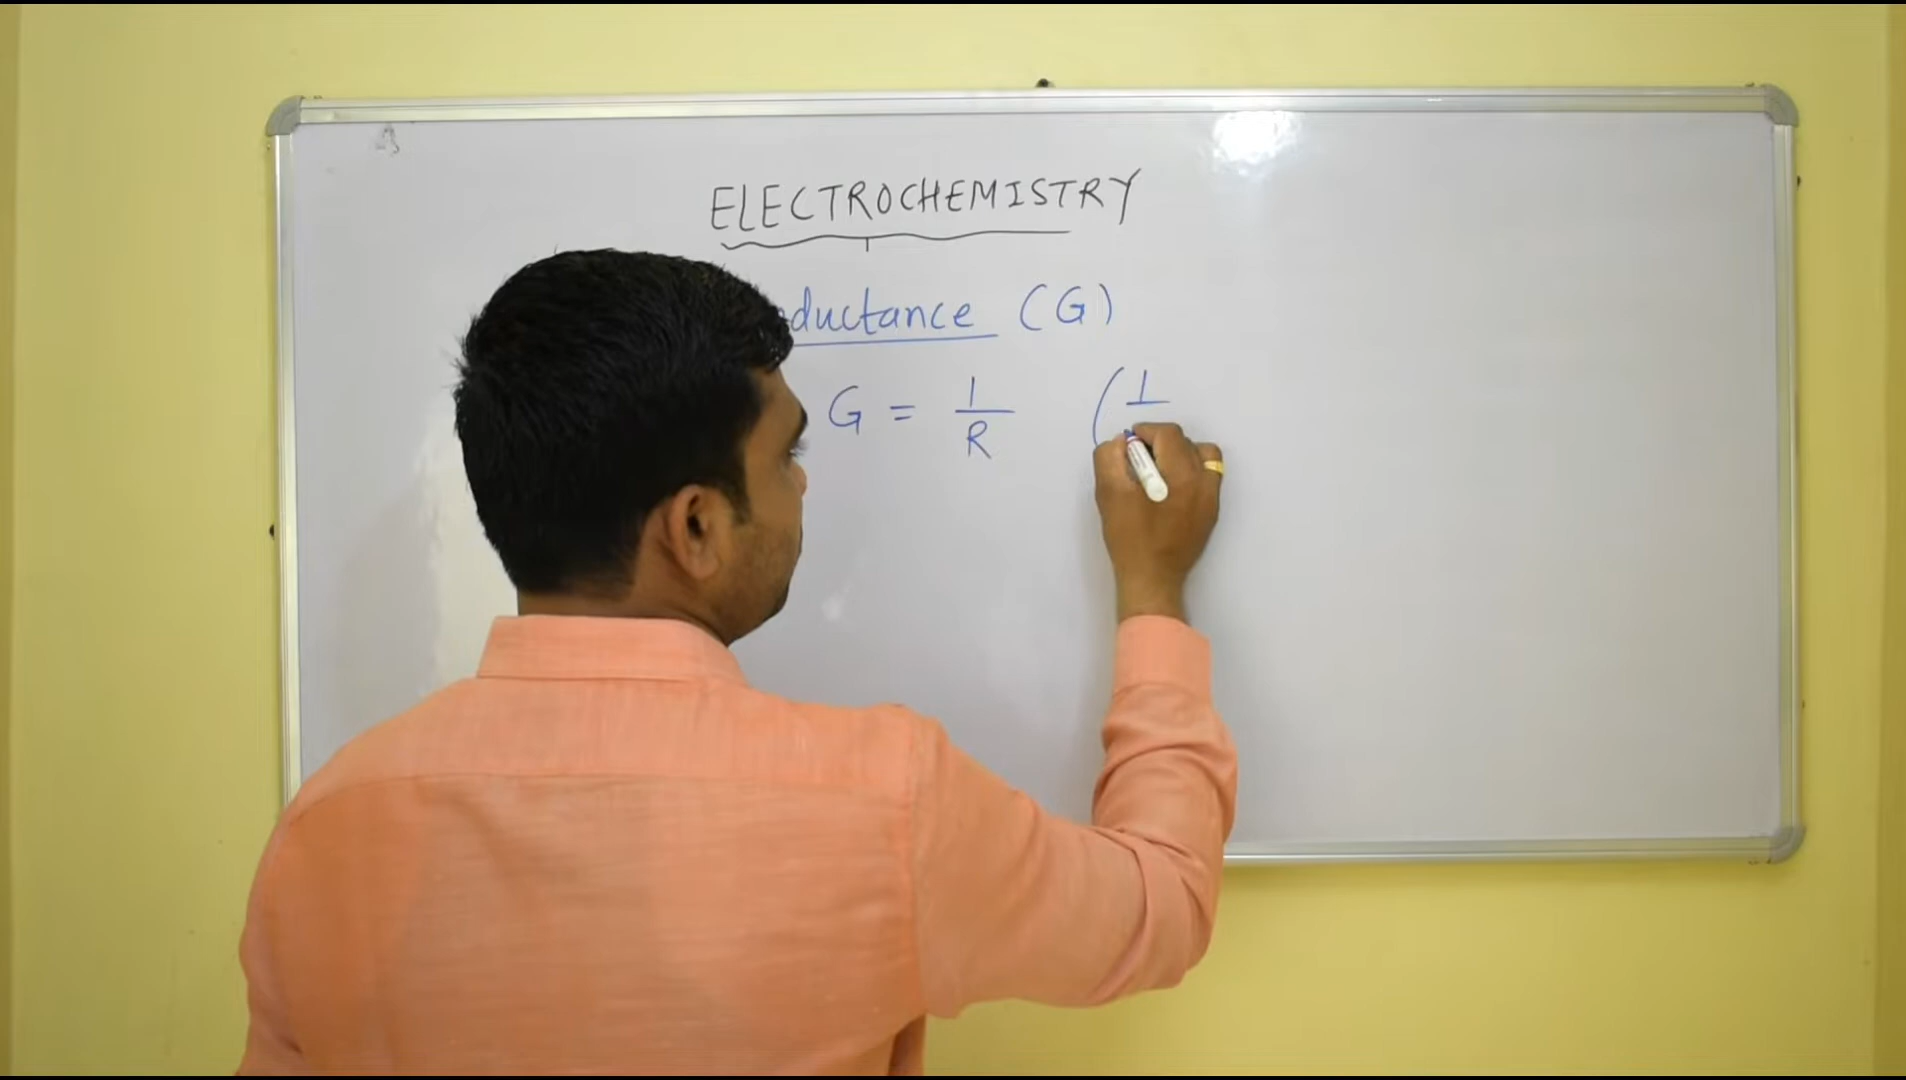 ELECTROCHEMISTRY
ductance (G)
G = 1/R (1